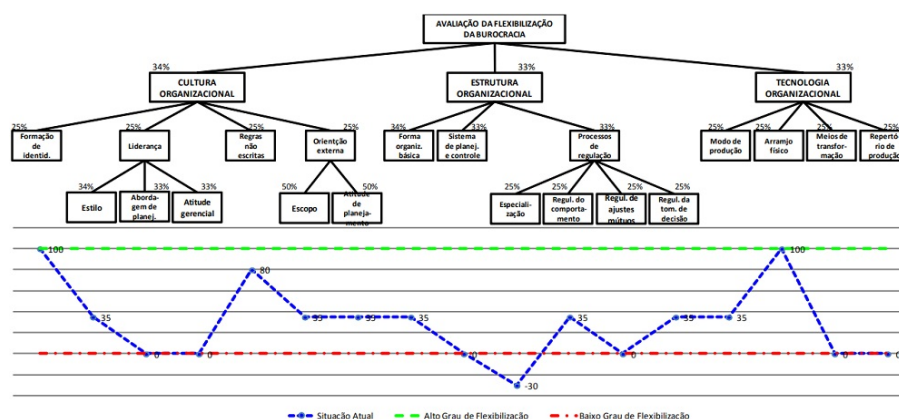 AVALIAÇÃO DA FLEXIBILIZAÇÃO
DA BUROCRACIA
34%
33%
33%
CULTURA
ORGANIZACIONAL
ESTRUTURA
ORGANIZACIONAL
TECNOLOGIA
ORGANIZACIONAL
25%
25%
25%
25%
34%
33%
33%
25%
25%
25%
25%
Formação
de
identid.
Liderança
Regras
não
escritas
Orientção
externa
Forma
organiz.
básica
Sistema
de planej.
e controle
Processos
de
regulação
Modo de
produção
Arramjo
físico
Meios de
transfor-
mação
Repertó-
rio de
produção
34%
33%
33%
50%
50%
25%
25%
25%
25%
Estilo
Abord-
agem de
planej.
Atitude
gerencial
Escopo
Atitude
de
planeja-
mento
Especiali-
zação
Regul. do
comporta-
mento
Regul. de
ajustes
mútuos
Regul. da
tom. de
decisão
100
35
0
0
80
35
35
35
0
-30
35
0
35
35
100
0
0
Situação Atual
Alto Grau de Flexibilização
Baixo Grau de Flexibilização